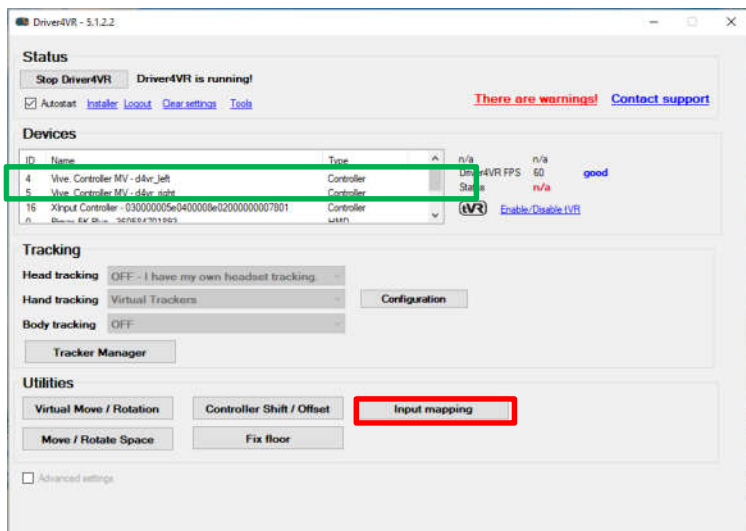 Driver4VR - 5.1.2.2
Status
Stop Driver4VR Driver4VR is running!
Autostart Installer Logout Clear settings Tools
There are warnings! Contact support
Devices
ID Name Type
4 Vive. Controller MV - d4vr_left Controller
5 Vive. Controller MV - d4vr_right Controller
16 XInput Controller - 030000005e0400008e02000000007801 Controller
n/a n/a
Driver4VR FPS 60 good
Status n/a
tVR Enable/Disable tVR
Tracking
Head tracking OFF - I have my own headset tracking.
Hand tracking Virtual Trackers Configuration
Body tracking OFF
Tracker Manager
Utilities
Virtual Move / Rotation Controller Shift / Offset Input mapping
Move / Rotate Space Fix floor
Advanced settings